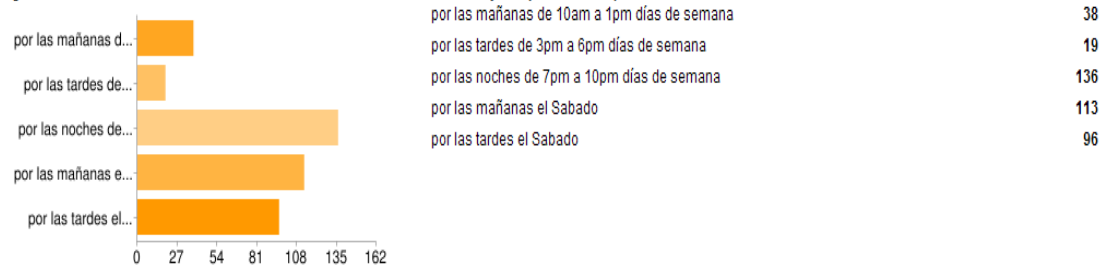 por las mañanas d...
por las tardes de...
por las noches de...
por las mañanas e...
por las tardes el...
0 27 54 81 108 135 162
por las mañanas de 10am a 1pm días de semana 38
por las tardes de 3pm a 6pm días de semana 19
por las noches de 7pm a 10pm días de semana 136
por las mañanas el Sabado 113
por las tardes el Sabado 96